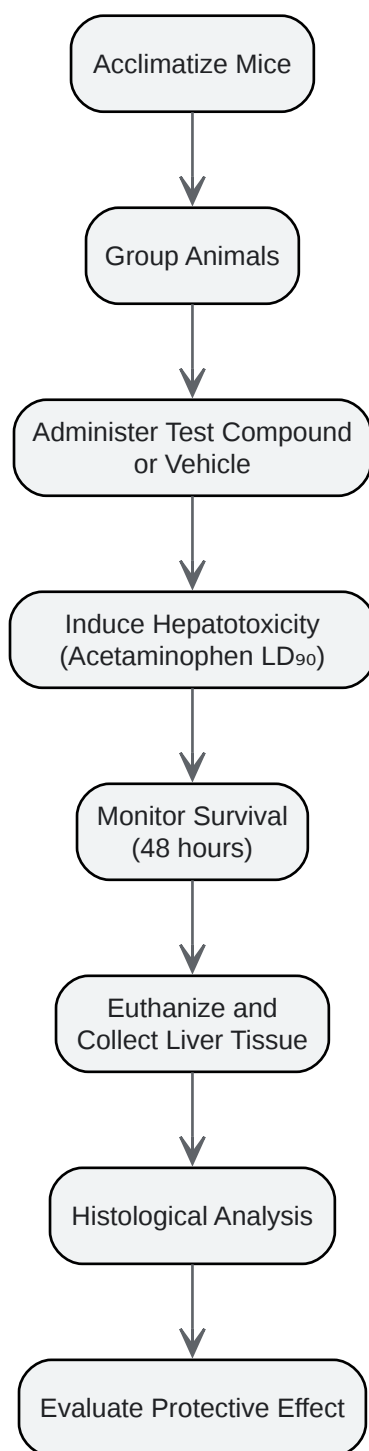 Acclimatize Mice
Group Animals
Administer Test Compound
or Vehicle
Induce Hepatotoxicity
(Acetaminophen LD₉₀)
Monitor Survival
(48 hours)
Euthanize and
Collect Liver Tissue
Histological Analysis
Evaluate Protective Effect